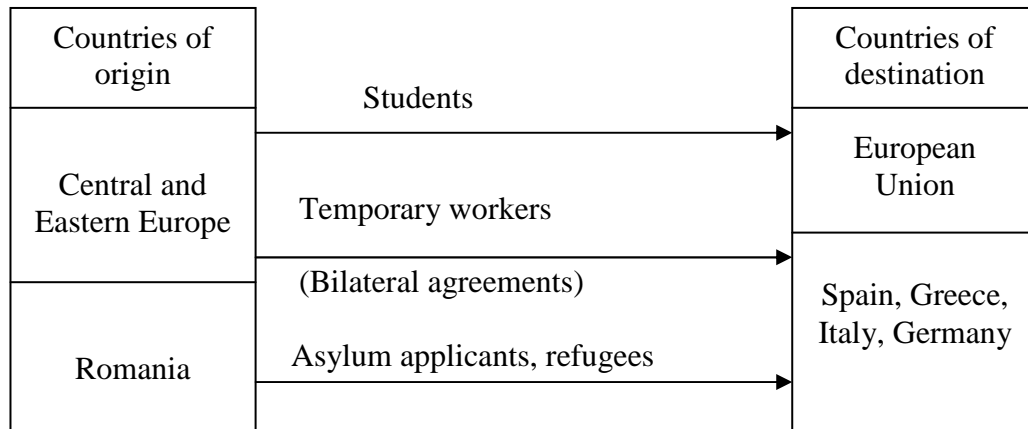 Countries of
origin
Central and
Eastern Europe
Romania
Students
Temporary workers
(Bilateral agreements)
Asylum applicants, refugees
Countries of
destination
European
Union
Spain, Greece,
Italy, Germany